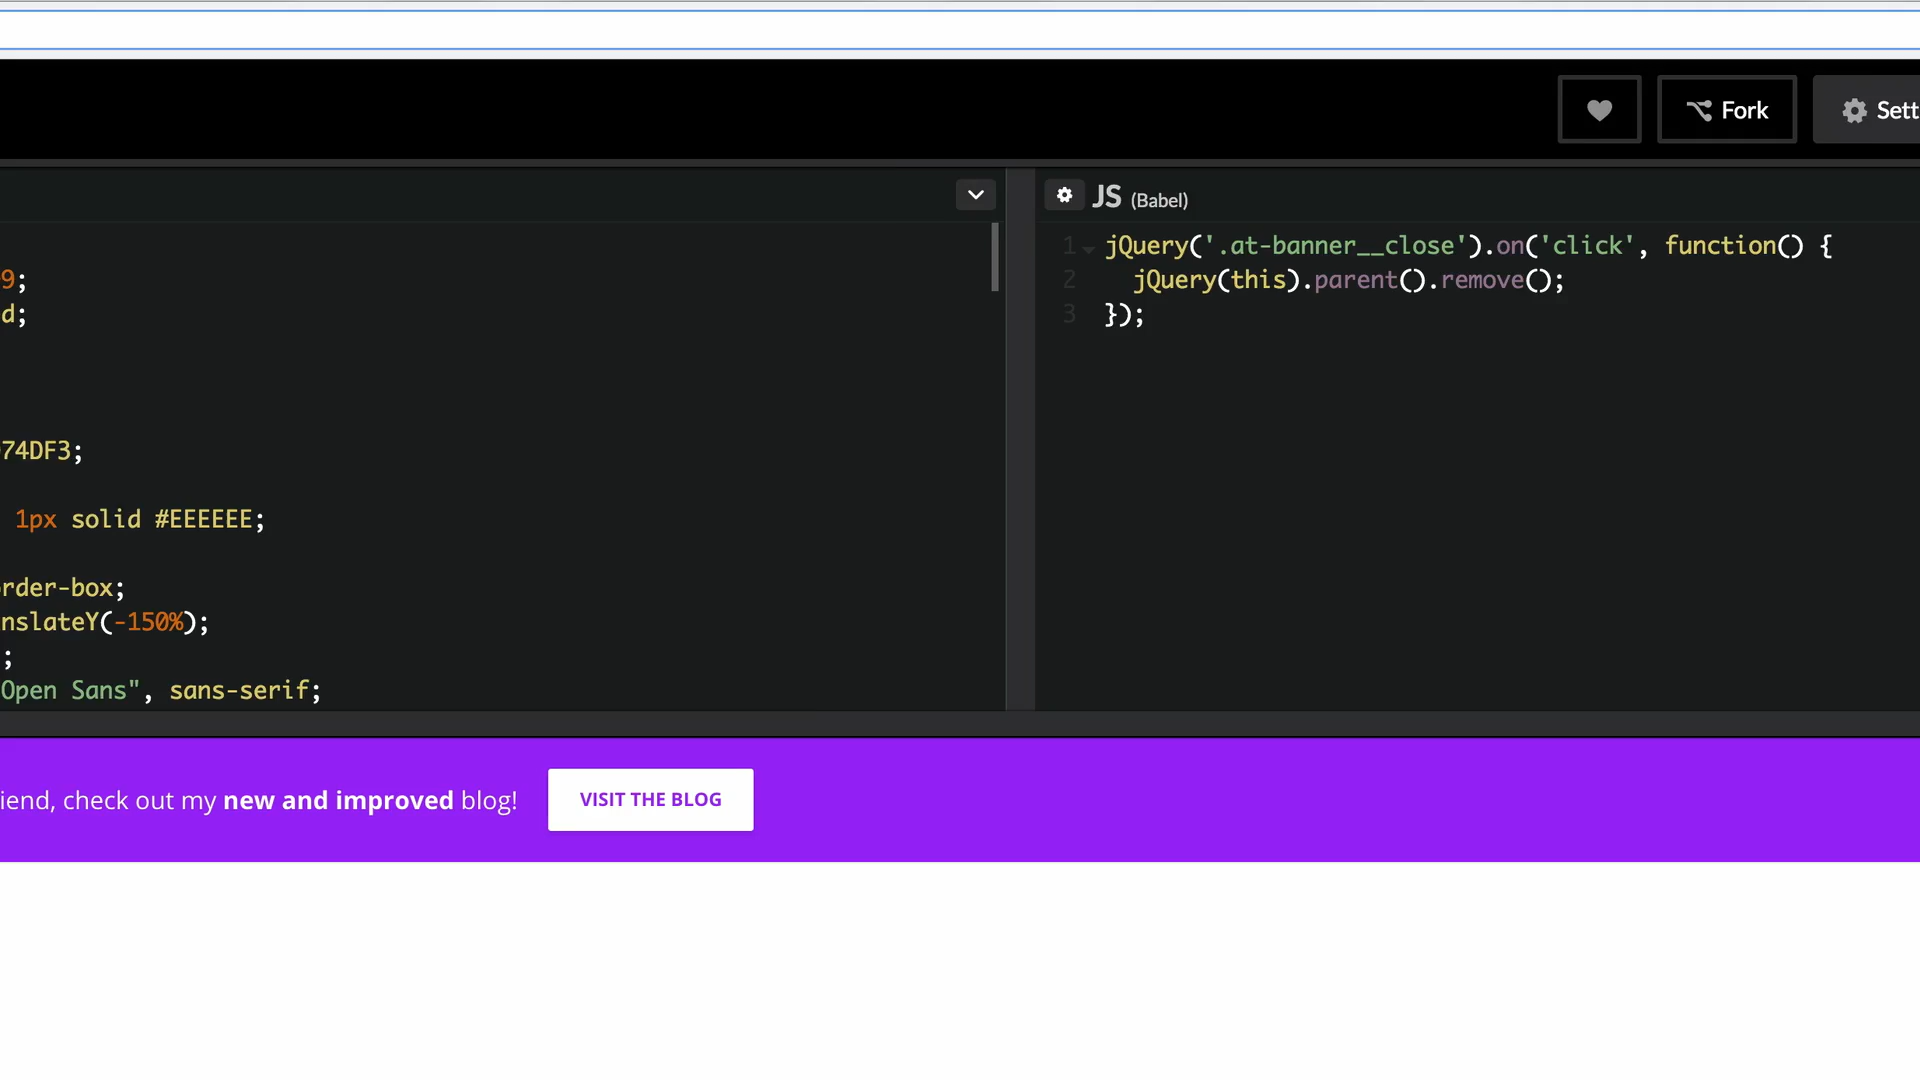 Fork
Sett
JS (Babel)
9;
d;
74DF3;
1px solid #EEEEEE;
rder-box;
nslateY(-150%);
;
Open Sans", sans-serif;
1 jQuery('.at-banner__close').on('click', function() {
2 jQuery(this).parent().remove();
3 });
iend, check out my new and improved blog!
VISIT THE BLOG